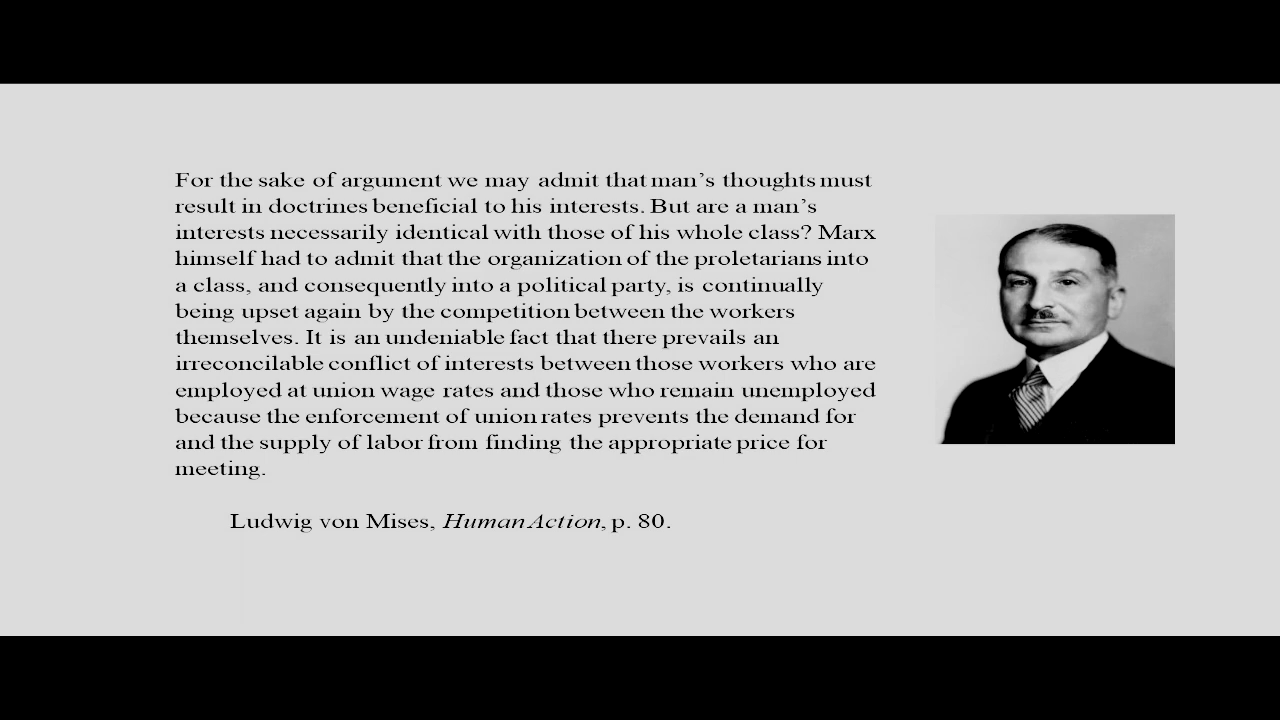 For the sake of argument we may admit that man’s thoughts must
result in doctrines beneficial to his interests. But are a man’s
interests necessarily identical with those of his whole class? Marx
himself had to admit that the organization of the proletarians into
a class, and consequently into a political party, is continually
being upset again by the competition between the workers
themselves. It is an undeniable fact that there prevails an
irreconcilable conflict of interests between those workers who are
employed at union wage rates and those who remain unemployed
because the enforcement of union rates prevents the demand for
and the supply of labor from finding the appropriate price for
meeting.
Ludwig von Mises, Human Action, p. 80.